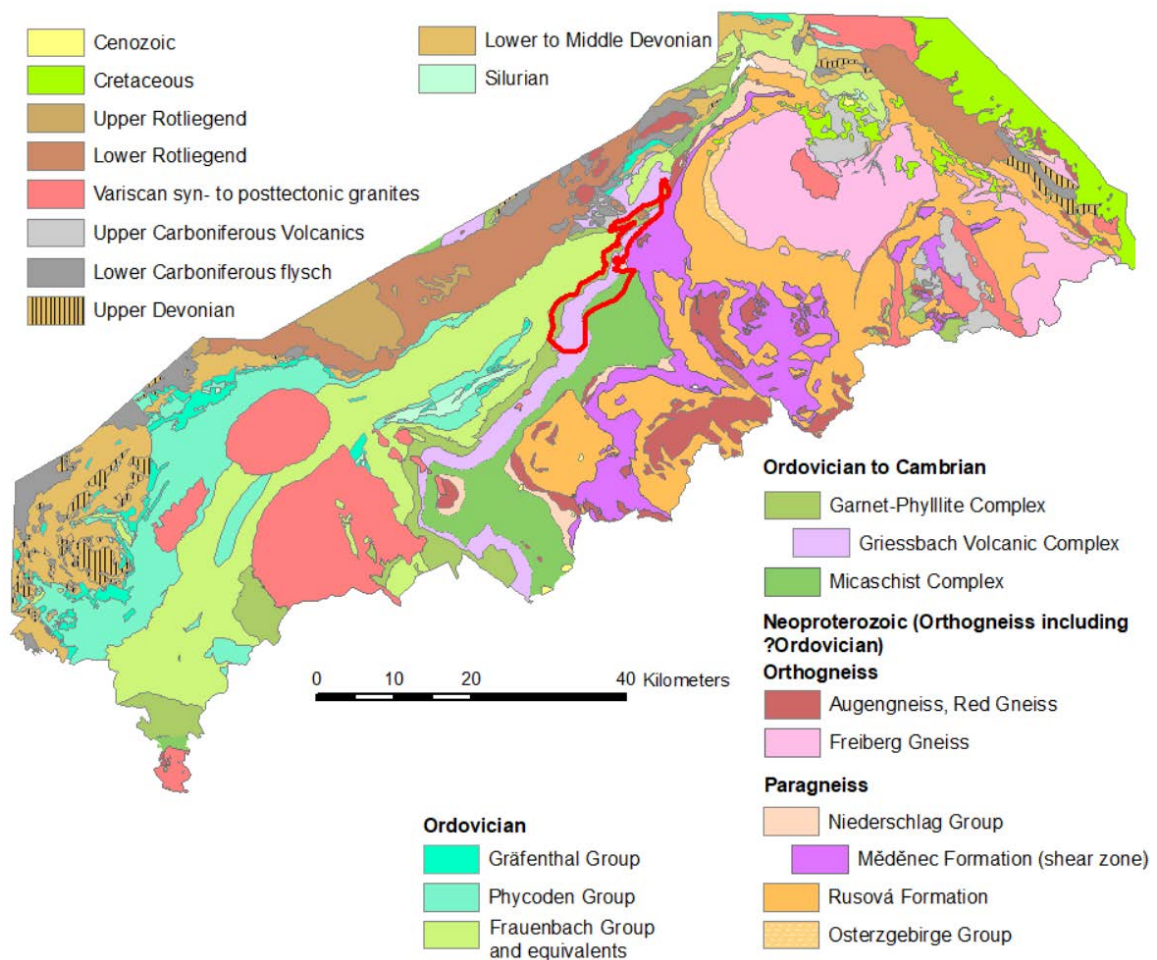 Cenozoic
Cretaceous
Upper Rotliegend
Lower Rotliegend
Variscan syn- to posttectonic granites
Upper Carboniferous Volcanics
Lower Carboniferous flysch
Upper Devonian
Lower to Middle Devonian
Silurian
0 10 20 40 Kilometers
Ordovician
Gräfenthal Group
Phycoden Group
Frauenbach Group
and equivalents
Ordovician to Cambrian
Garnet-Phylllite Complex
Griessbach Volcanic Complex
Micaschist Complex
Neoproterozoic (Orthogneiss including
?Ordovician)
Orthogneiss
Augengneiss, Red Gneiss
Freiberg Gneiss
Paragneiss
Niederschlag Group
Mĕdĕnec Formation (shear zone)
Rusová Formation
Osterzgebirge Group